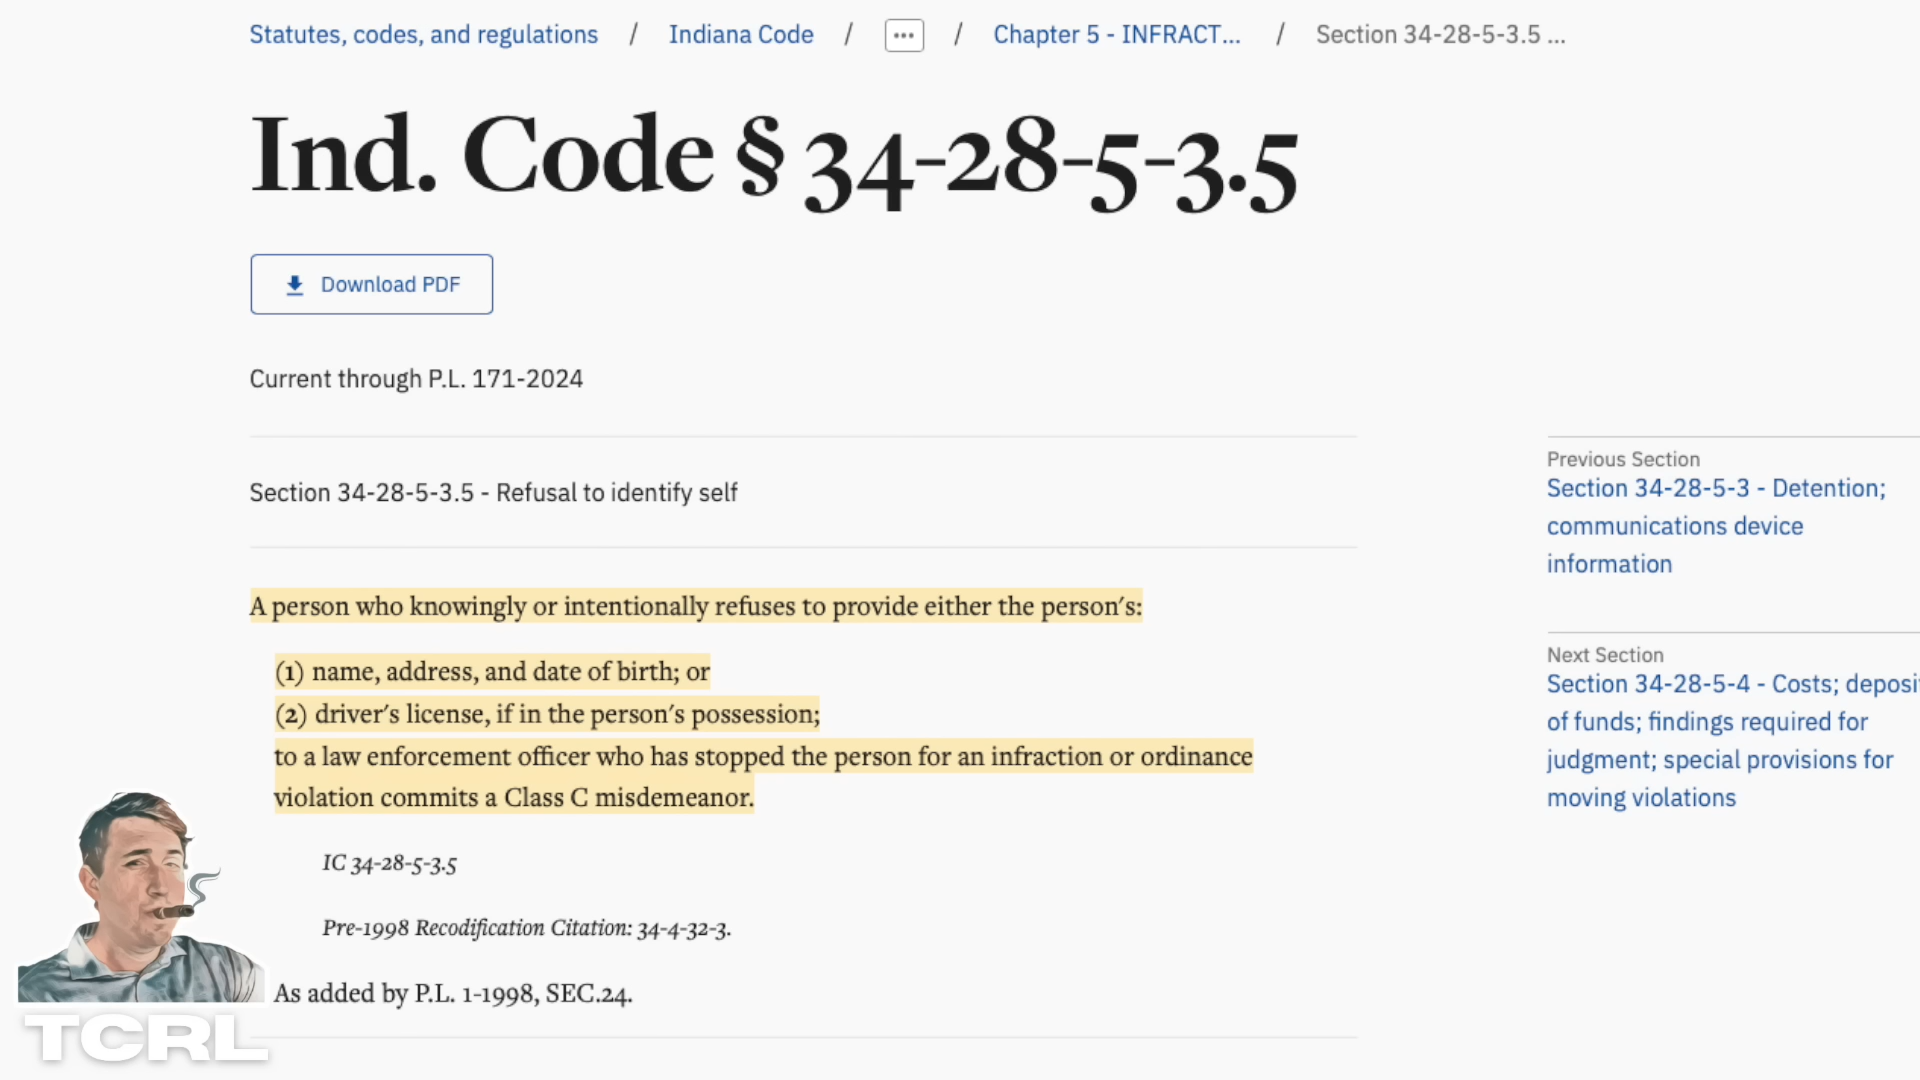 Statutes, codes, and regulations / Indiana Code / ... / Chapter 5 - INFRACT... / Section 34-28-5-3.5 ...
Ind. Code § 34-28-5-3.5
Download PDF
Current through P.L. 171-2024
Section 34-28-5-3.5 - Refusal to identify self
A person who knowingly or intentionally refuses to provide either the person's:
(1) name, address, and date of birth; or
(2) driver's license, if in the person's possession;
to a law enforcement officer who has stopped the person for an infraction or ordinance
violation commits a Class C misdemeanor.
IC 34-28-5-3.5
Pre-1998 Recodification Citation: 34-4-32-3.
As added by P.L. 1-1998, SEC.24.
Previous Section
Section 34-28-5-3 - Detention;
communications device
information
Next Section
Section 34-28-5-4 - Costs; deposi
of funds; findings required for
judgment; special provisions for
moving violations
TCRL